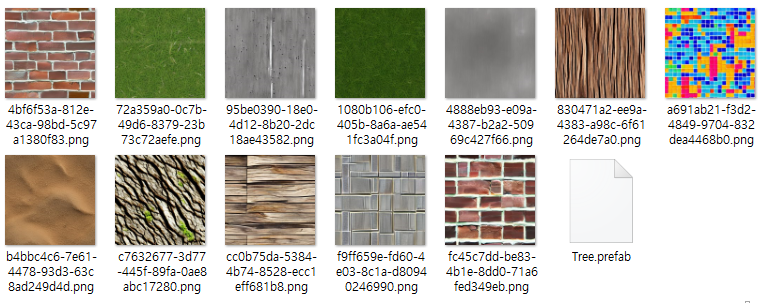 4bf6f53a-812e-
43ca-98bd-5c97
a1380f83.png
72a359a0-0c7b-
49d6-8379-23b
73c72aefe.png
95be0390-18e0-
4d12-8b20-2dc
18ae43582.png
1080b106-efc0-
405b-8a6a-ae54
1fc3a04f.png
4888eb93-e09a-
4387-b2a2-509
69c427f66.png
830471a2-ee9a-
4383-a98c-6f61
264de7a0.png
a691ab21-f3d2-
4849-9704-832
dea4468b0.png
b4bbc4c6-7e61-
4478-93d3-63c
8ad249d4d.png
c7632677-3d77
-445f-89fa-0ae8
abc17280.png
cc0b75da-5384-
4b74-8528-ecc1
eff681b8.png
f9ff659e-fd60-4
e03-8c1a-d8094
0246990.png
fc45c7dd-be83-
4b1e-8dd0-71a6
fed349eb.png
Tree.prefab